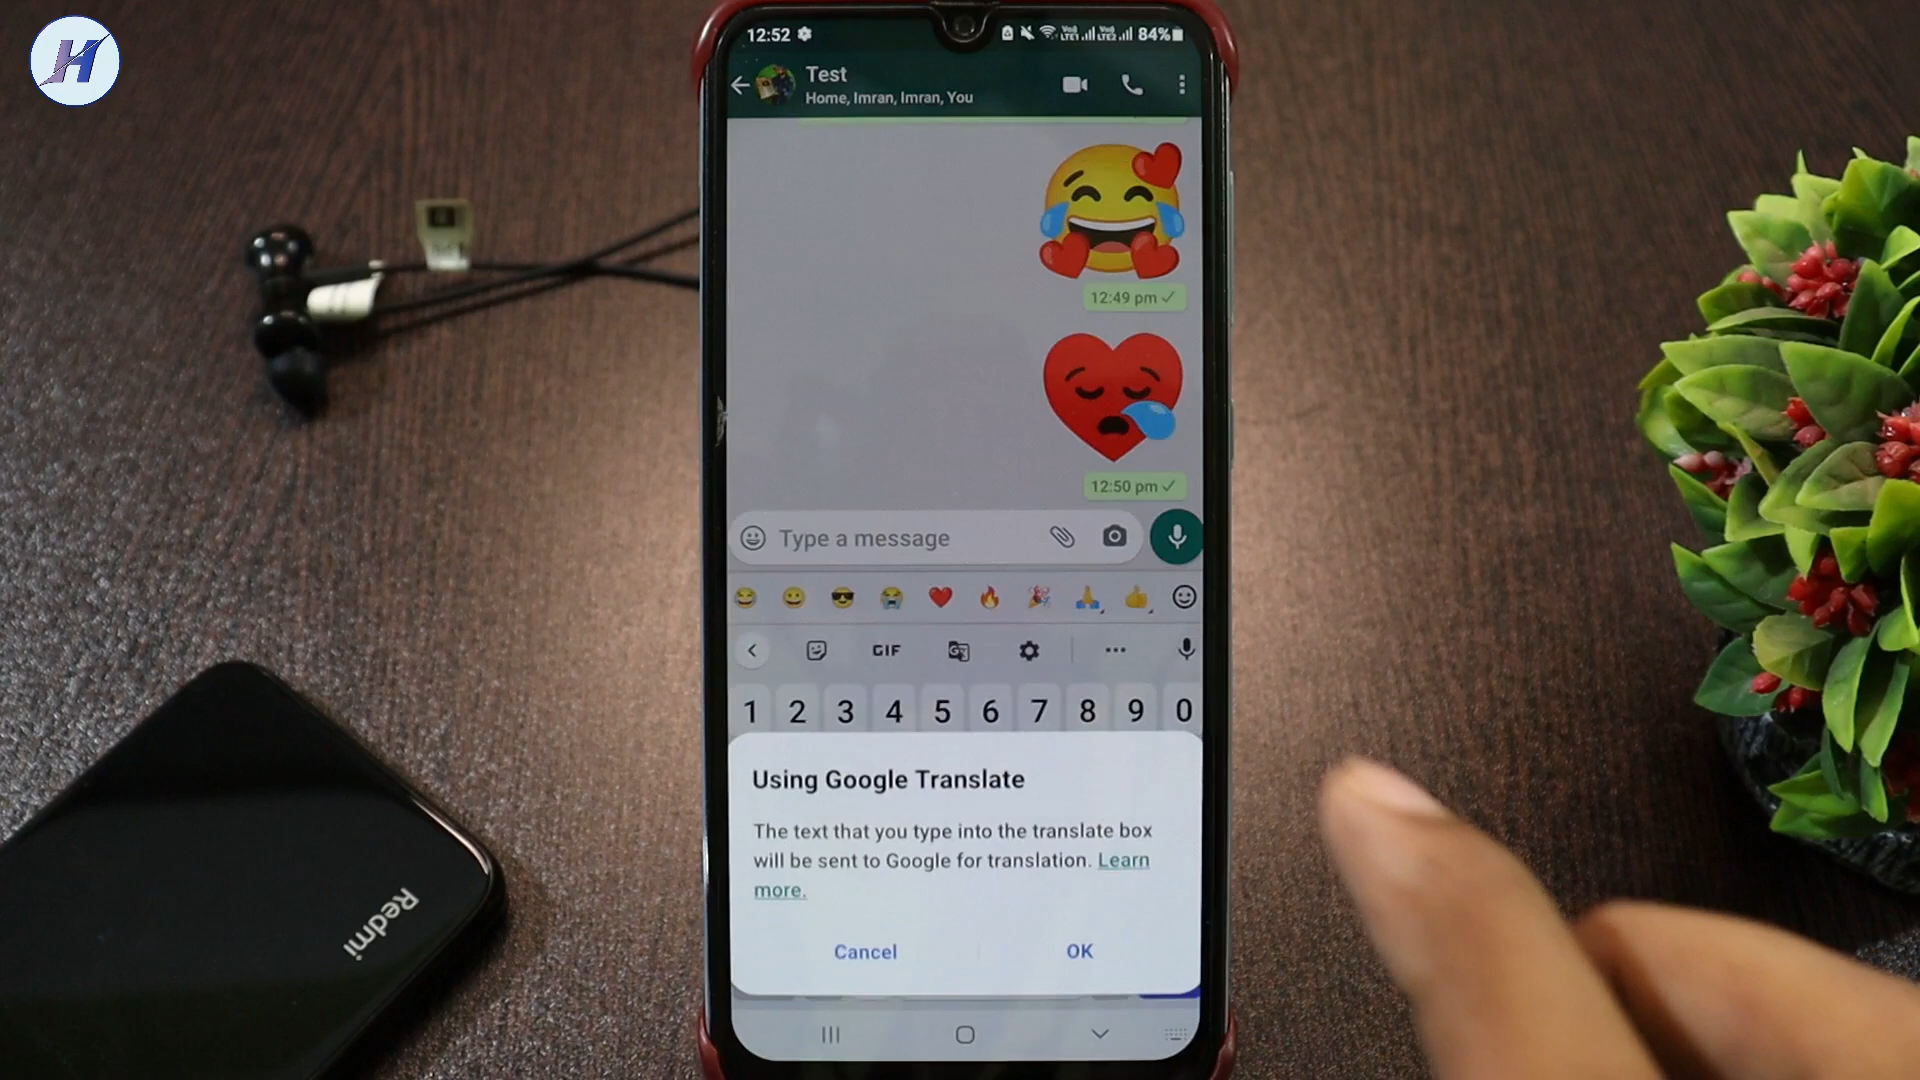 H
12:52
84%
Test
Home, Imran, Imran, You
12:49 pm
12:50 pm
Type a message
GIF
1 2 3 4 5 6 7 8 9 0
Using Google Translate
The text that you type into the translate box
will be sent to Google for translation. Learn
more.
Cancel OK
Redmi